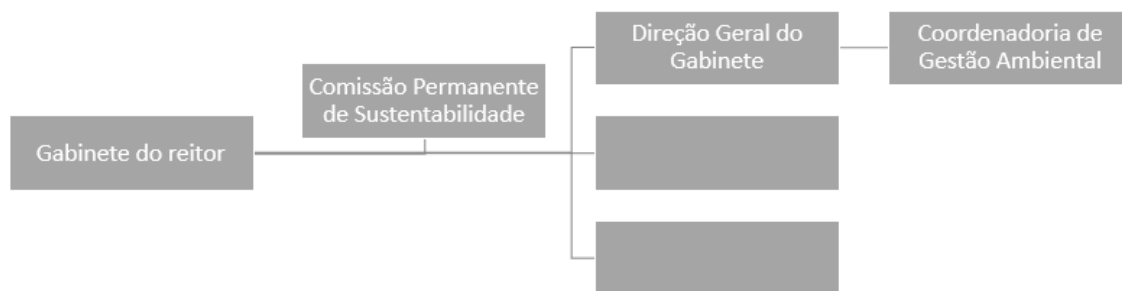 Direção Geral do
Gabinete
Coordenadoria de
Gestão Ambiental
Comissão Permanente
de Sustentabilidade
Gabinete do reitor